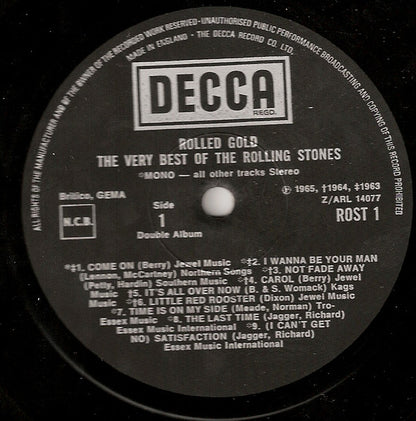 ALL RIGHTS OF THE MANUFACTURER AND BY THE OWNER OF THE RECORDED WORK RESERVED-UNAUTHORISED PUBLIC PERFORMANCE BROADCASTING AND COPYING OF THIS RECORD PROHIBITED
MADE IN ENGLAND · THE DECCA RECORD CO. LTD.
DECCA
REGD.
ROLLED GOLD
THE VERY BEST OF THE ROLLING STONES
°MONO — all other tracks Stereo
Britico, GEMA
℗ 1965, †1964, ‡1963
Z/ARL 14077
N.C.B.
Side
1
ROST 1
Double Album
°‡1. COME ON (Berry) Jewel Music °‡2. I WANNA BE YOUR MAN
(Lennon, McCartney) Northern Songs °‡3. NOT FADE AWAY
(Petty, Hardin) Southern Music °†4. CAROL (Berry) Jewel
Music †5. IT'S ALL OVER NOW (B. & S. Womack) Kags
Music °†6. LITTLE RED ROOSTER (Dixon) Jewel Music
°7. TIME IS ON MY SIDE (Meade, Norman) Tro-
Essex Music °8. THE LAST TIME (Jagger, Richard)
Essex Music International °9. (I CAN'T GET
NO) SATISFACTION (Jagger, Richard)
Essex Music International